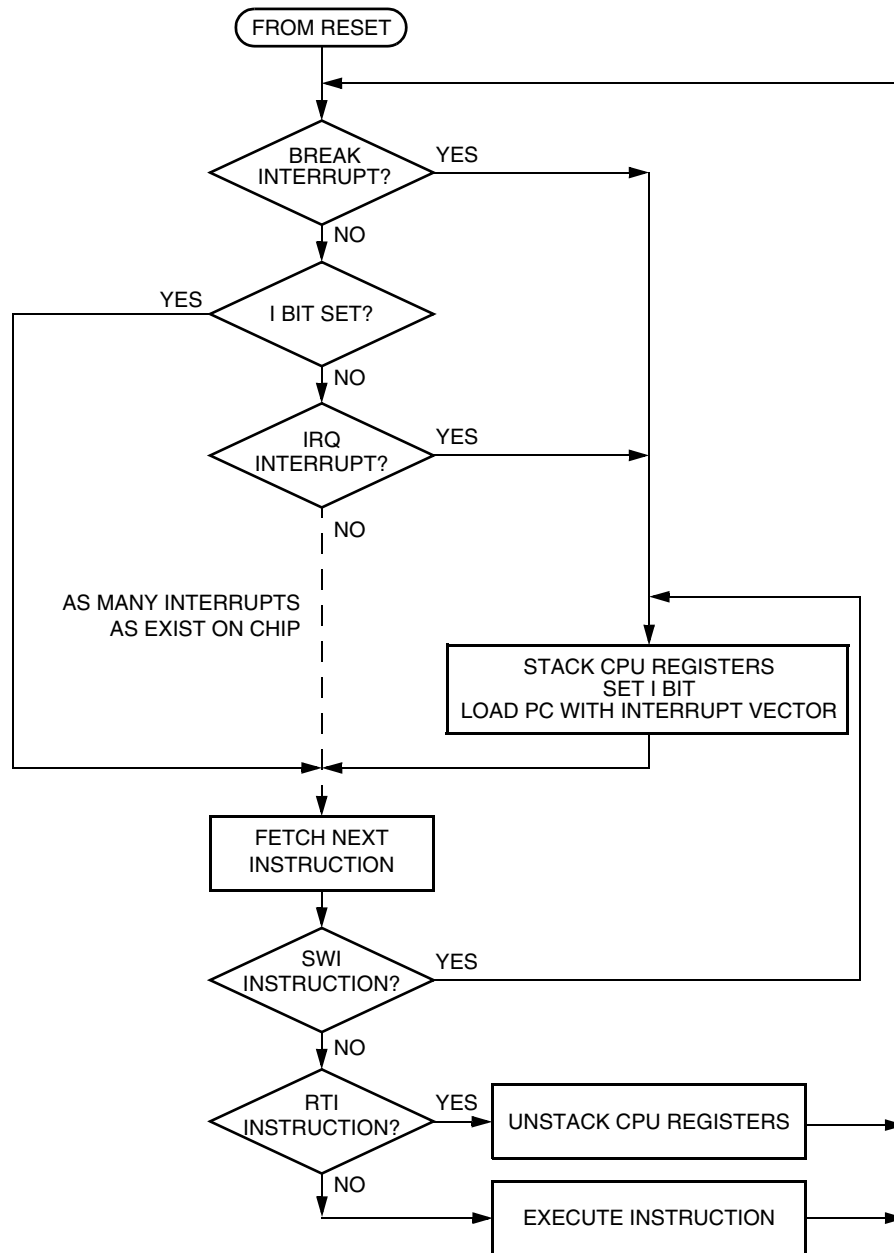 FROM RESET
BREAK
INTERRUPT?
YES
NO
I BIT SET?
YES
NO
IRQ
INTERRUPT?
YES
NO
AS MANY INTERRUPTS
AS EXIST ON CHIP
STACK CPU REGISTERS
SET I BIT
LOAD PC WITH INTERRUPT VECTOR
FETCH NEXT
INSTRUCTION
SWI
INSTRUCTION?
YES
NO
RTI
INSTRUCTION?
YES
UNSTACK CPU REGISTERS
NO
EXECUTE INSTRUCTION